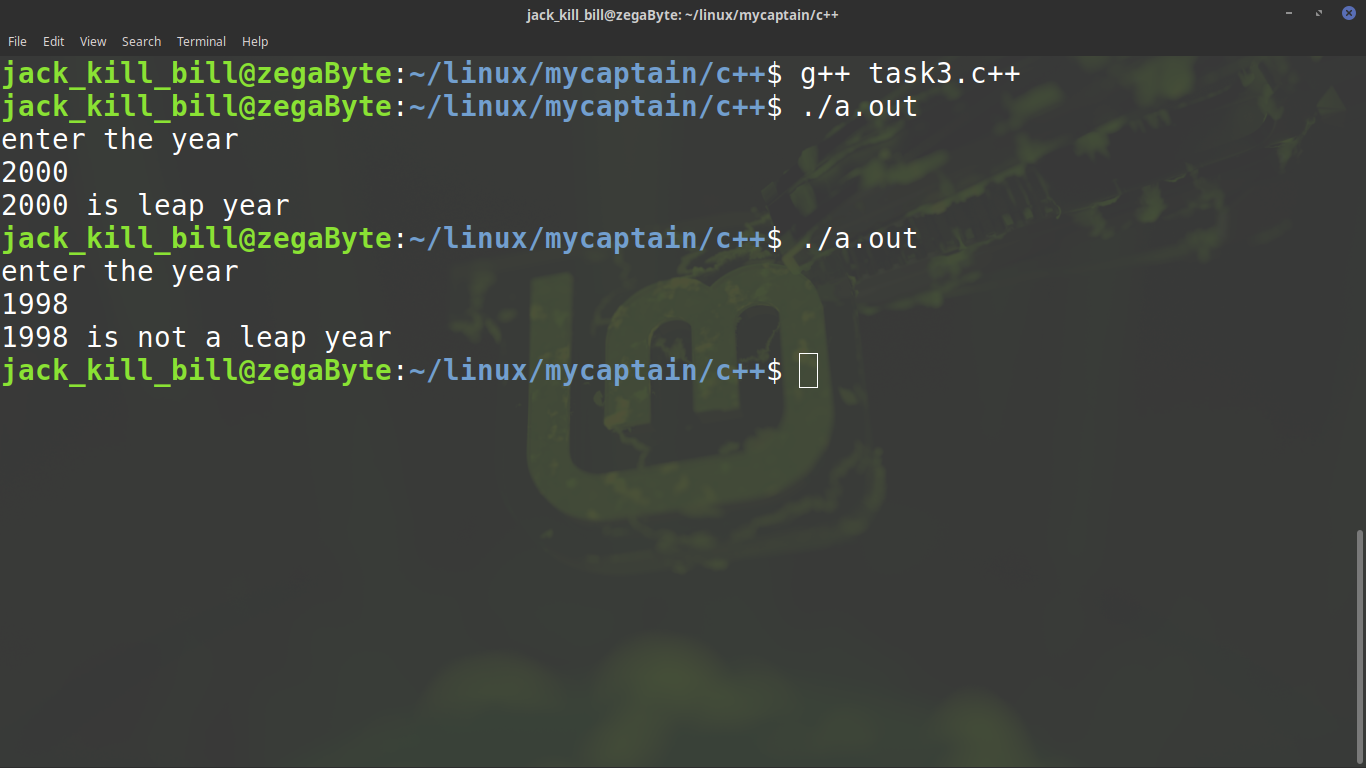 jack_kill_bill@zegaByte: ~/linux/mycaptain/c++
File Edit View Search Terminal Help
jack_kill_bill@zegaByte:~/linux/mycaptain/c++$ g++ task3.c++
jack_kill_bill@zegaByte:~/linux/mycaptain/c++$ ./a.out
enter the year
2000
2000 is leap year
jack_kill_bill@zegaByte:~/linux/mycaptain/c++$ ./a.out
enter the year
1998
1998 is not a leap year
jack_kill_bill@zegaByte:~/linux/mycaptain/c++$